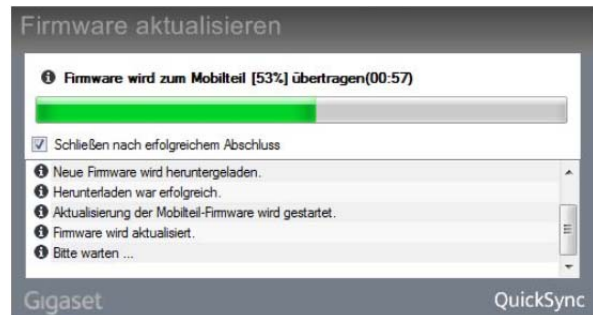 Firmware aktualisieren
Firmware wird zum Mobilteil [53%] übertragen(00:57)
Schließen nach erfolgreichem Abschluss
Neue Firmware wird heruntergeladen.
Herunterladen war erfolgreich.
Aktualisierung der Mobilteil-Firmware wird gestartet.
Firmware wird aktualisiert.
Bitte warten ...
Gigaset QuickSync